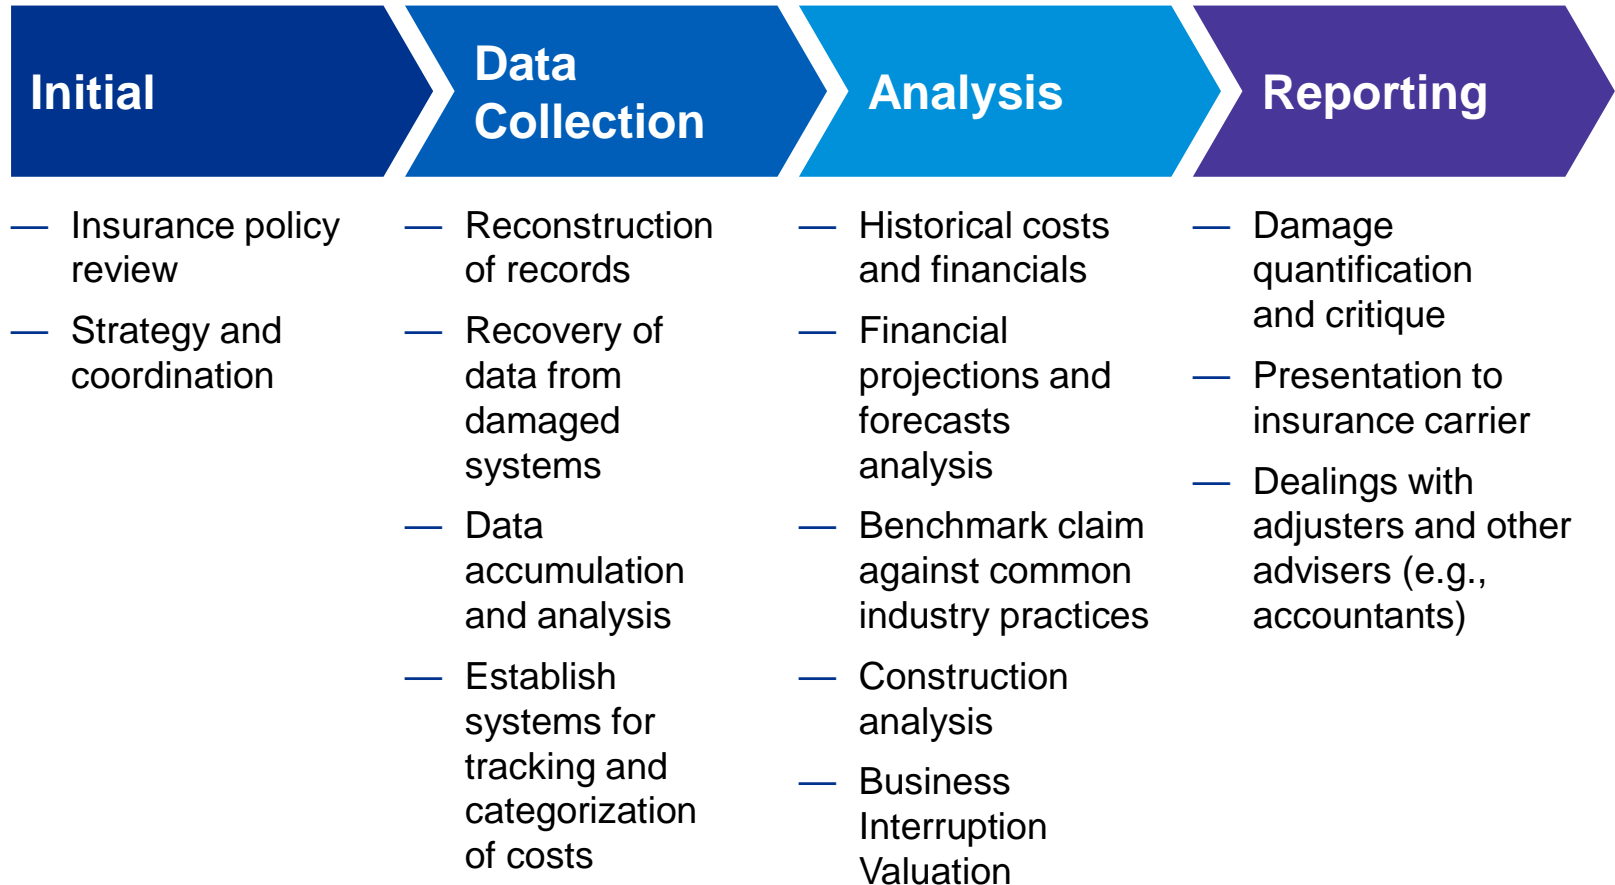 Initial
Data
Collection
Analysis
Reporting
— Insurance policy
review
— Strategy and
coordination
— Reconstruction
of records
— Recovery of
data from
damaged
systems
— Data
accumulation
and analysis
— Establish
systems for
tracking and
categorization
of costs
— Historical costs
and financials
— Financial
projections and
forecasts
analysis
— Benchmark claim
against common
industry practices
— Construction
analysis
— Business
Interruption
Valuation
— Damage
quantification
and critique
— Presentation to
insurance carrier
— Dealings with
adjusters and other
advisers (e.g.,
accountants)